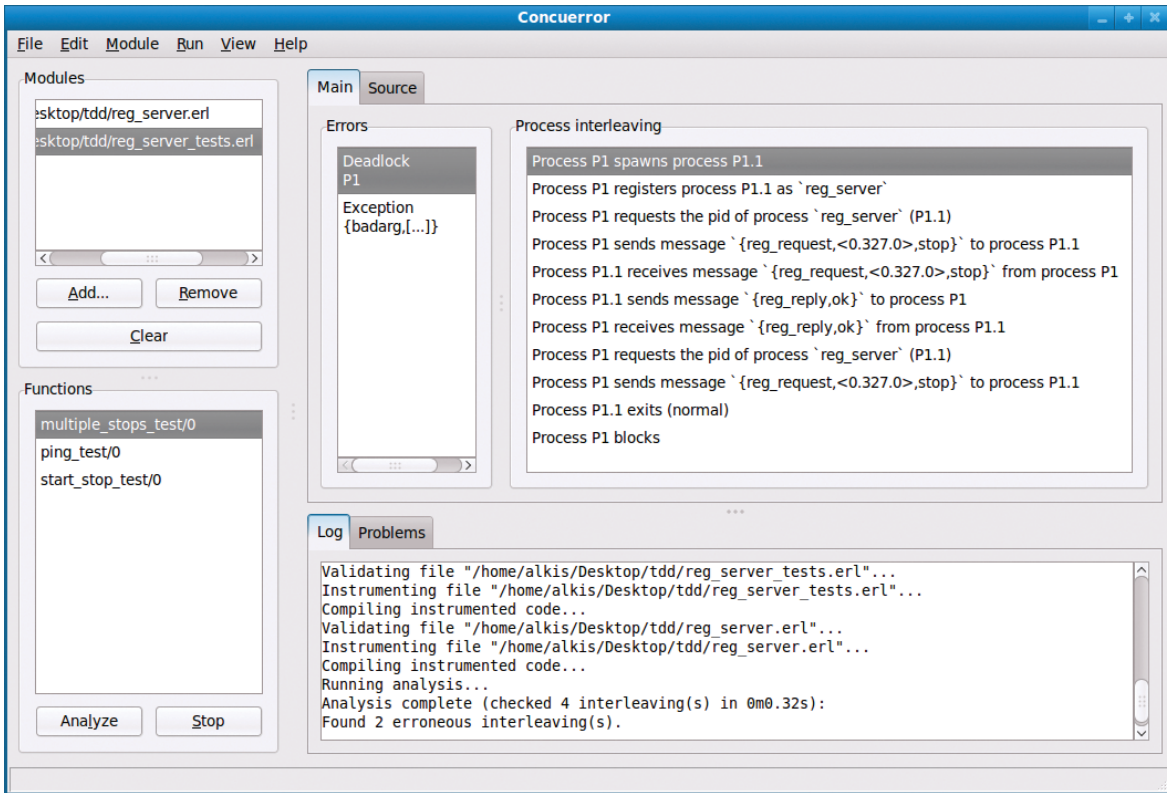 Concuerror
File Edit Module Run View Help
Modules
esktop/tdd/reg_server.erl
esktop/tdd/reg_server_tests.erl
Add... Remove
Clear
Functions
multiple_stops_test/0
ping_test/0
start_stop_test/0
Analyze Stop
Main Source
Errors
Deadlock
P1
Exception
{badarg,[...]}
Process interleaving
Process P1 spawns process P1.1
Process P1 registers process P1.1 as `reg_server`
Process P1 requests the pid of process `reg_server` (P1.1)
Process P1 sends message `{reg_request,<0.327.0>,stop}` to process P1.1
Process P1.1 receives message `{reg_request,<0.327.0>,stop}` from process P1
Process P1.1 sends message `{reg_reply,ok}` to process P1
Process P1 receives message `{reg_reply,ok}` from process P1.1
Process P1 requests the pid of process `reg_server` (P1.1)
Process P1 sends message `{reg_request,<0.327.0>,stop}` to process P1.1
Process P1.1 exits (normal)
Process P1 blocks
Log Problems
Validating file "/home/alkis/Desktop/tdd/reg_server_tests.erl"...
Instrumenting file "/home/alkis/Desktop/tdd/reg_server_tests.erl"...
Compiling instrumented code...
Validating file "/home/alkis/Desktop/tdd/reg_server.erl"...
Instrumenting file "/home/alkis/Desktop/tdd/reg_server.erl"...
Compiling instrumented code...
Running analysis...
Analysis complete (checked 4 interleaving(s) in 0m0.32s):
Found 2 erroneous interleaving(s).